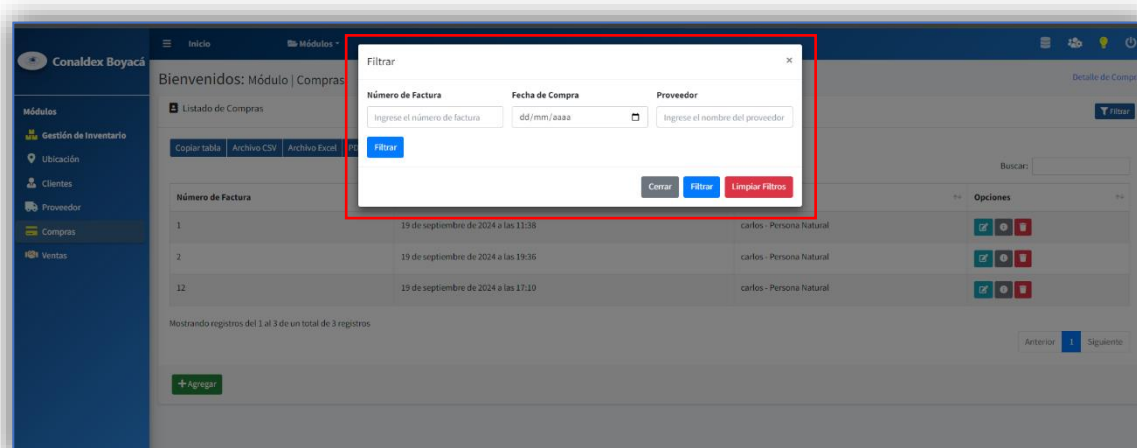 Conaldex Boyacá
Módulos
Gestión de Inventario
Ubicación
Clientes
Proveedor
Compras
Ventas
Inicio
Módulos
Bienvenidos: Módulo | Compras
Detalle de Compr
Listado de Compras
Filtrar
Copiar tabla Archivo CSV Archivo Excel PD
Buscar:
Filtrar ×
Número de Factura Fecha de Compra Proveedor
Ingrese el número de factura dd/mm/aaaa Ingrese el nombre del proveedor
Filtrar
Cerrar Filtrar Limpiar Filtros
Número de Factura Opciones
1 19 de septiembre de 2024 a las 11:38 carlos - Persona Natural
2 19 de septiembre de 2024 a las 19:36 carlos - Persona Natural
12 19 de septiembre de 2024 a las 17:10 carlos - Persona Natural
Mostrando registros del 1 al 3 de un total de 3 registros
Anterior 1 Siguiente
+ Agregar